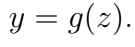 y = g(z).